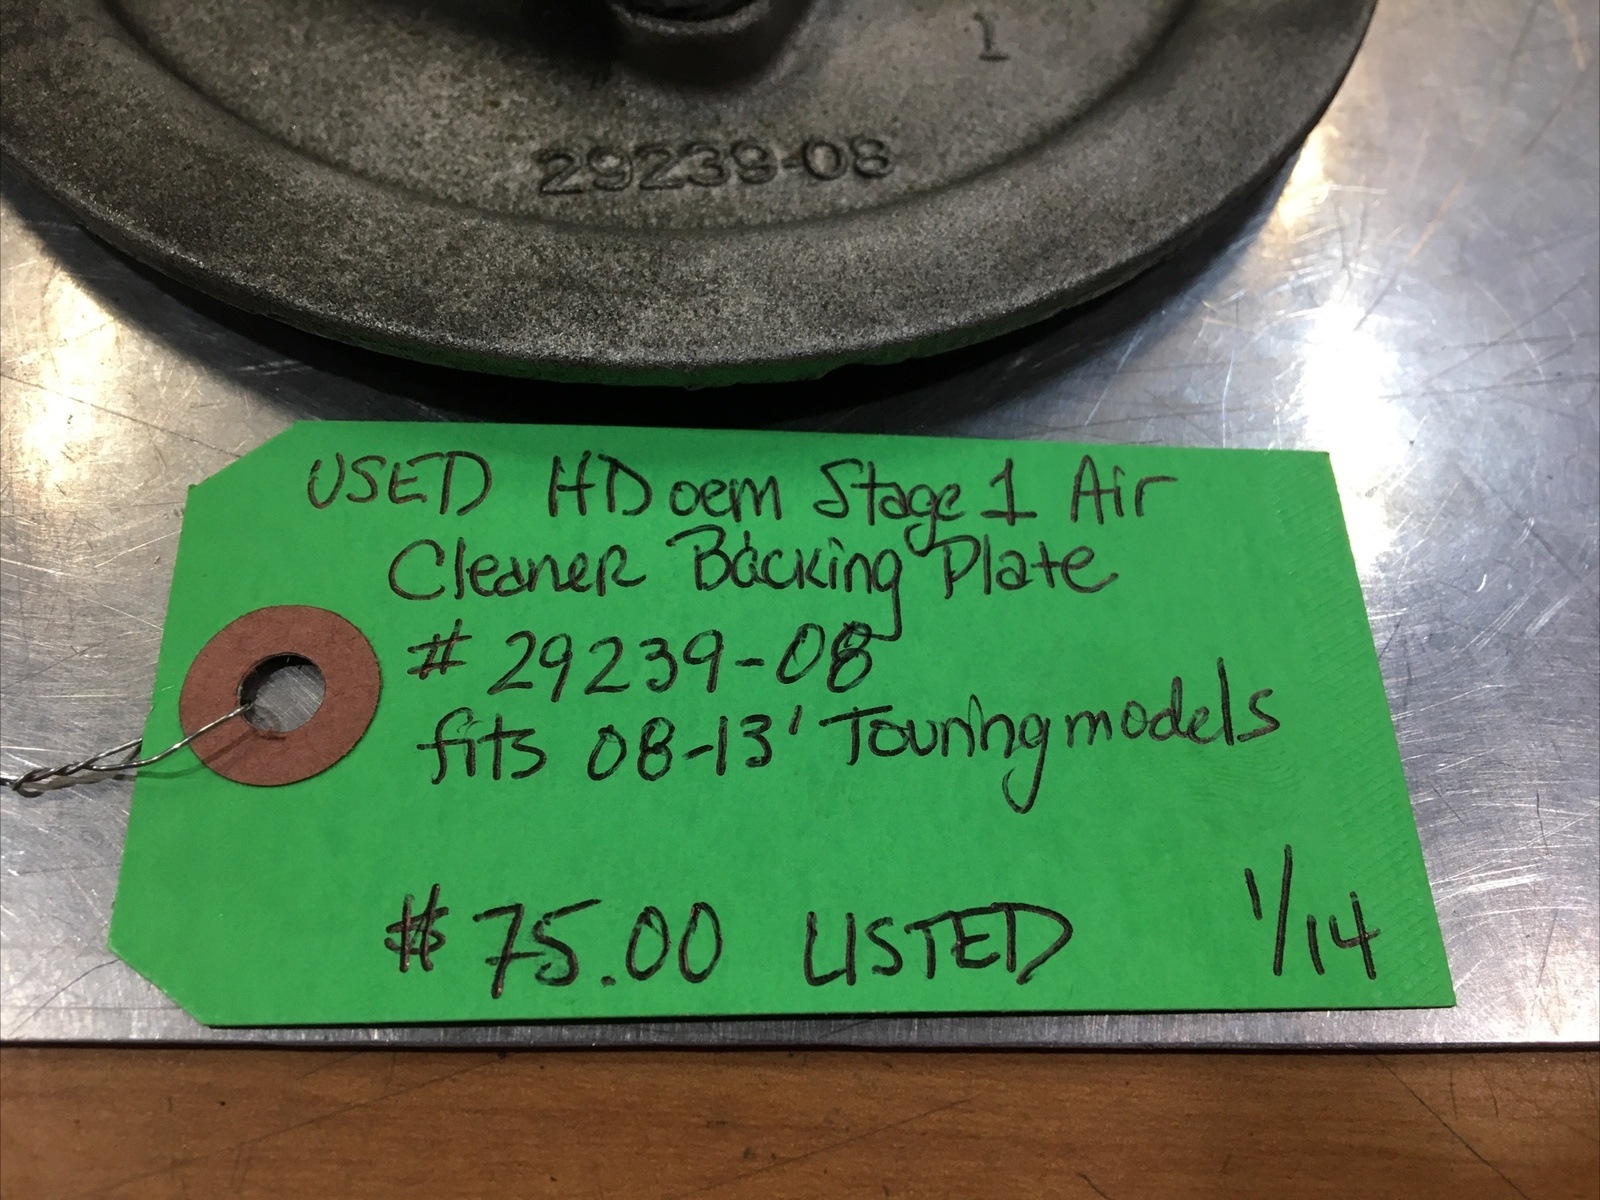 1
29239-08
USED HD oem Stage 1 Air
Cleaner Backing Plate
# 29239-08
fits 08-13' Touring models
$75.00 LISTED 1/14